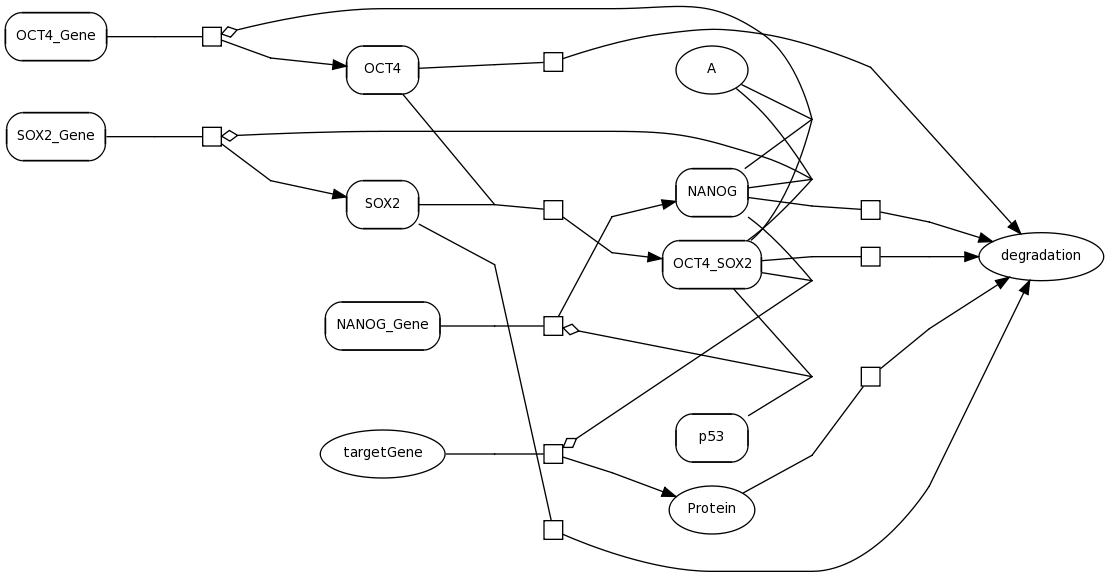 OCT4_Gene
OCT4
A
SOX2_Gene
SOX2
NANOG
OCT4_SOX2
degradation
NANOG_Gene
p53
targetGene
Protein